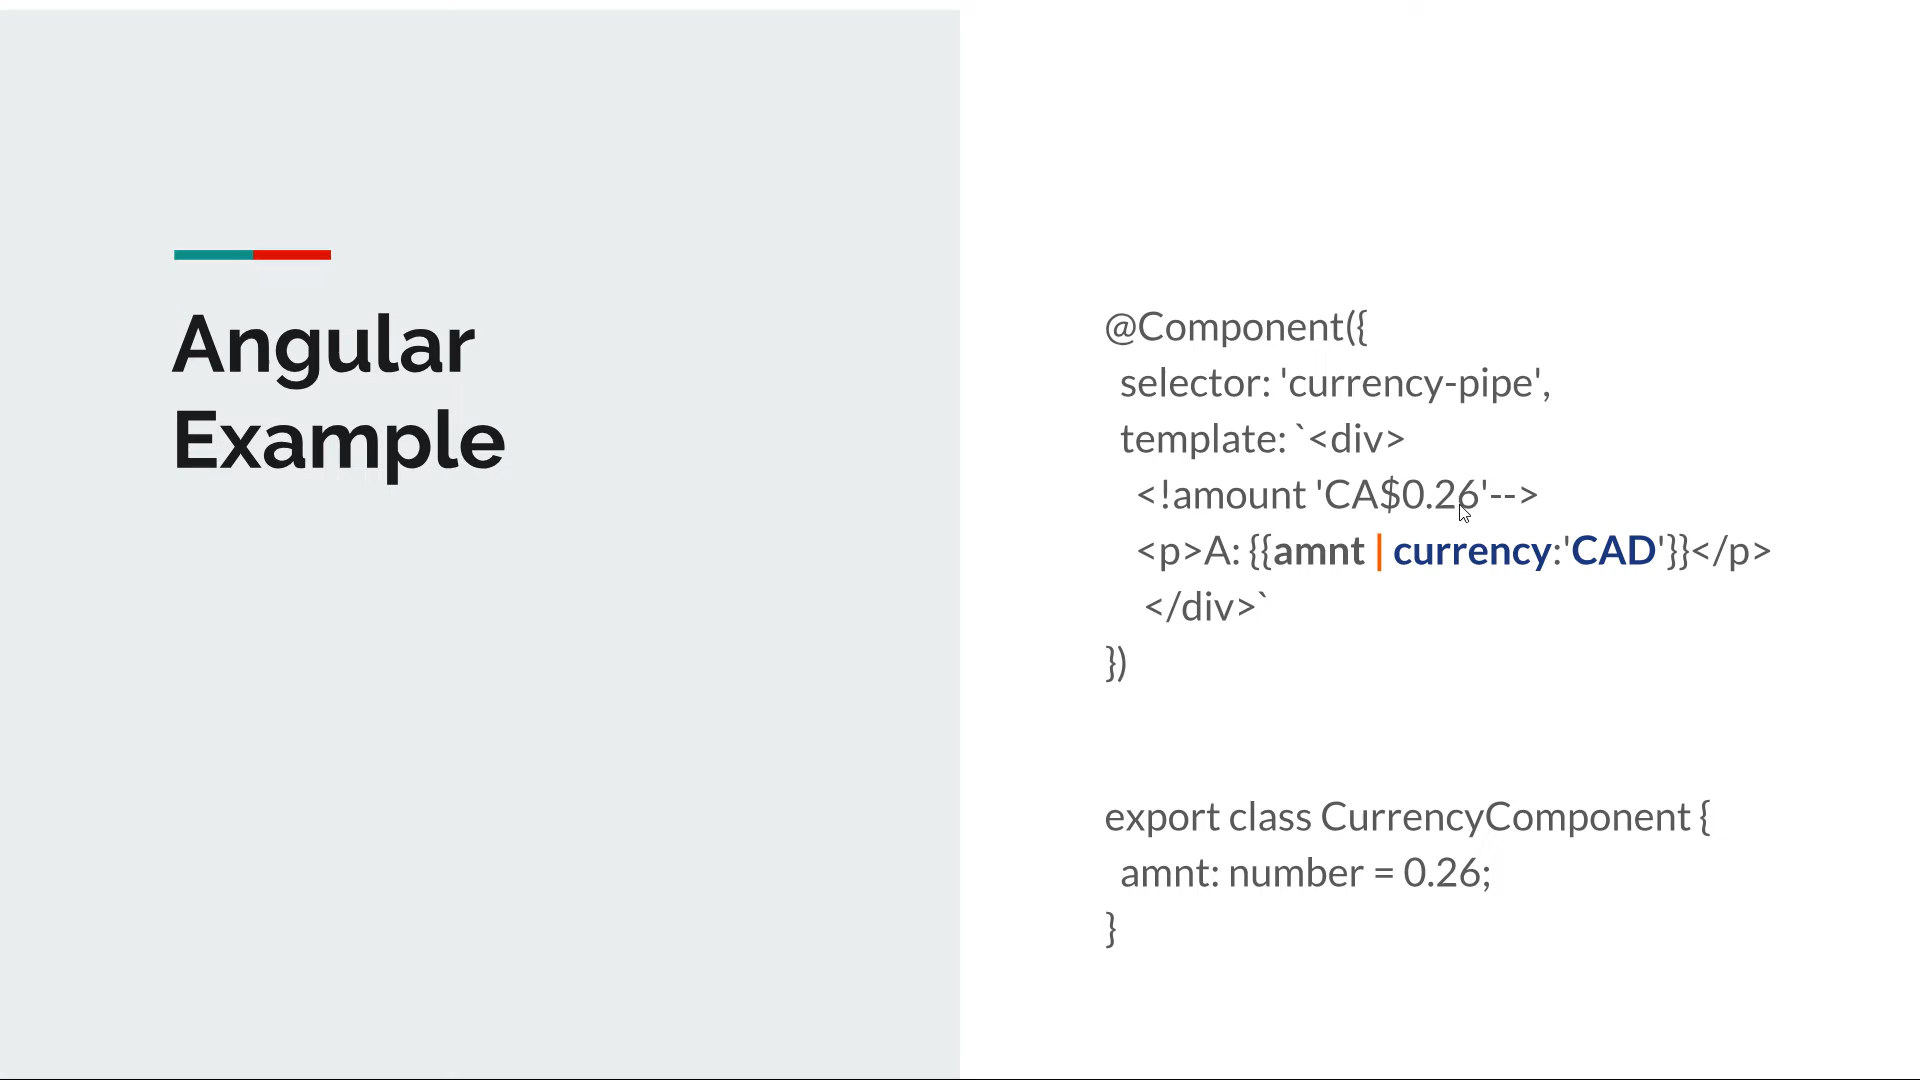 Angular
Example
@Component({
selector: 'currency-pipe',
template: `<div>
<!amount 'CA$0.26'-->
<p>A: {{amnt | currency:'CAD'}}</p>
</div>`
})
export class CurrencyComponent {
amnt: number = 0.26;
}